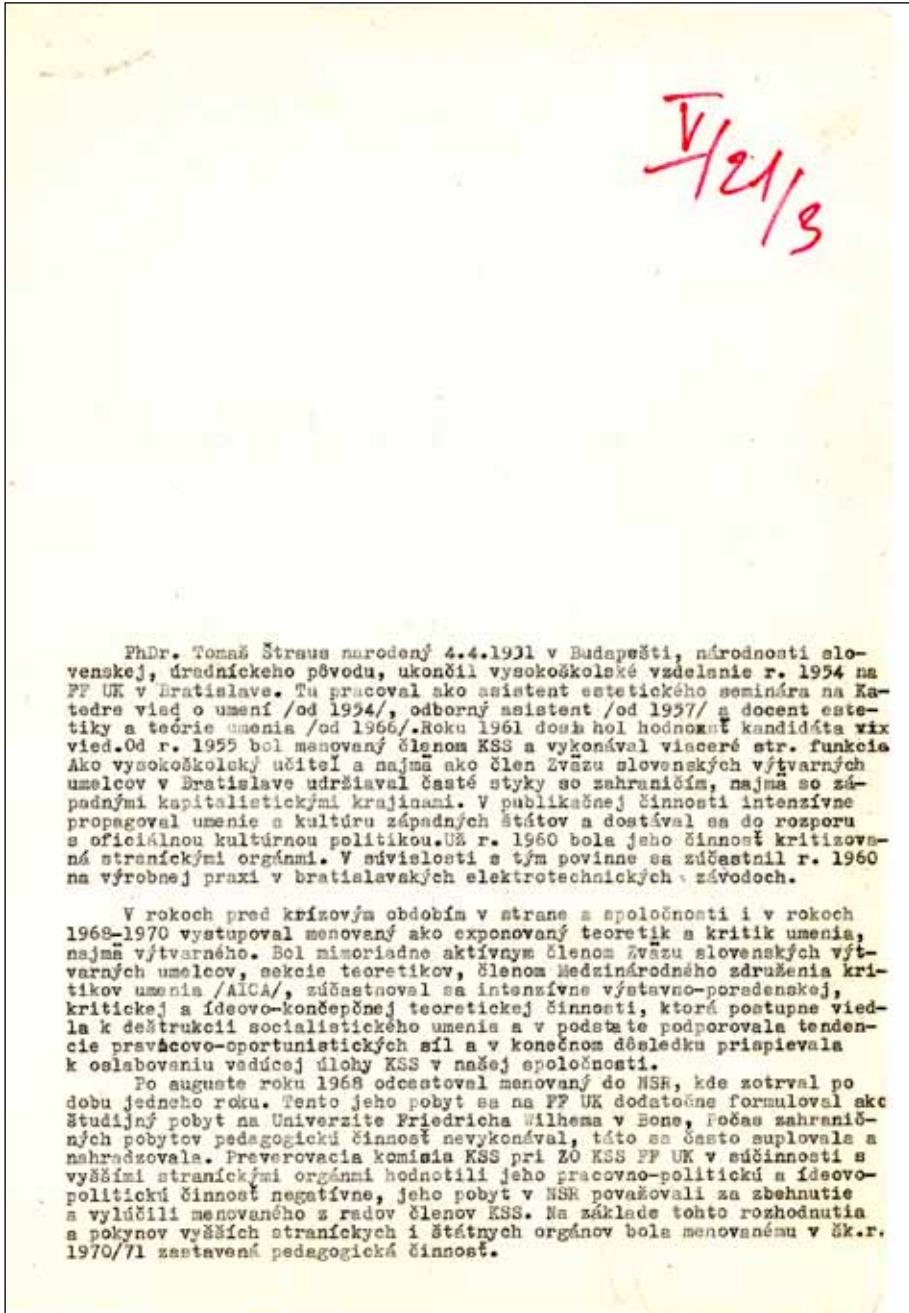 V/21/3
PhDr. Tomaš Štraus narodený 4.4.1931 v Budapešti, národnosti slo-
venskej, úradníckeho pôvodu, ukončil vysokoškolské vzdelanie r. 1954 na
FF UK v Bratislave. Tu pracoval ako asistent estetického seminára na Ka-
tedre vied o umení /od 1954/, odborný asistent /od 1957/ a docent este-
tiky a teórie umenia /od 1966/.Roku 1961 dosiahol hodnosť kandidáta vix
vied.Od r. 1955 bol menovaný členom KSS a vykonával viaceré str. funkcie
Ako vysokoškolský učiteľ a najmä ako člen Zväzu slovenských výtvarných
umelcov v Bratislave udržiaval časté styky so zahraničím, najmä so zá-
padnými kapitalistickými krajinami. V publikačnej činnosti intenzívne
propagoval umenie a kultúru západných štátov a dostával sa do rozporu
s oficiálnou kultúrnou politikou.Už r. 1960 bola jeho činnosť kritizova-
ná straníckymi orgánmi. V súvislosti s tým povinne sa zúčastnil r. 1960
na výrobnej praxi v bratislavských elektrotechnických závodoch.
V rokoch pred krízovým obdobím v strane a spoločnosti i v rokoch
1968-1970 vystupoval menovaný ako exponovaný teoretik a kritik umenia,
najmä výtvarného. Bol mimoriadne aktívnym členom Zväzu slovenských výt-
varných umelcov, sekcie teoretikov, členom Medzinárodného združenia kri-
tikov umenia /AICA/, zúčastnoval sa intenzívne výstavno-poradenskej,
kritickej a ídeovo-končepčnej teoretickej činnosti, ktorá postupne vied-
la k deštrukcii socialistického umenia a v podstate podporovala tenden-
cie pravicovo-oportunistických síl a v konečnom dôsledku prispievala
k oslabovaniu vedúcej úlohy KSS v našej spoločnosti.
Po auguste roku 1968 odcestoval menovaný do NSR, kde zotrval po
dobu jedneho roku. Tento jeho pobyt sa na FF UK dodatočne formuloval ako
študijný pobyt na Univerzite Friedricha Wilhema v Bone, Počas zahranič-
ných pobytov pedagogickú činnosť nevykonával, táto sa často suplovala a
nahradzovala. Preverovacia komisia KSS pri ZO KSS FF UK v súčinnosti s
vyššími straníckymi orgánmi hodnotili jeho pracovno-politickú a ídeovo-
politickú činnosť negatívne, jeho pobyt v NSR považovali za zbehnutie
a vylúčili menovaného z radov členov KSS. Na základe tohto rozhodnutia
a pokynov vyšších straníckych i štátnych orgánov bola menovanému v šk.r.
1970/71 zastavená pedagogická činnosť.